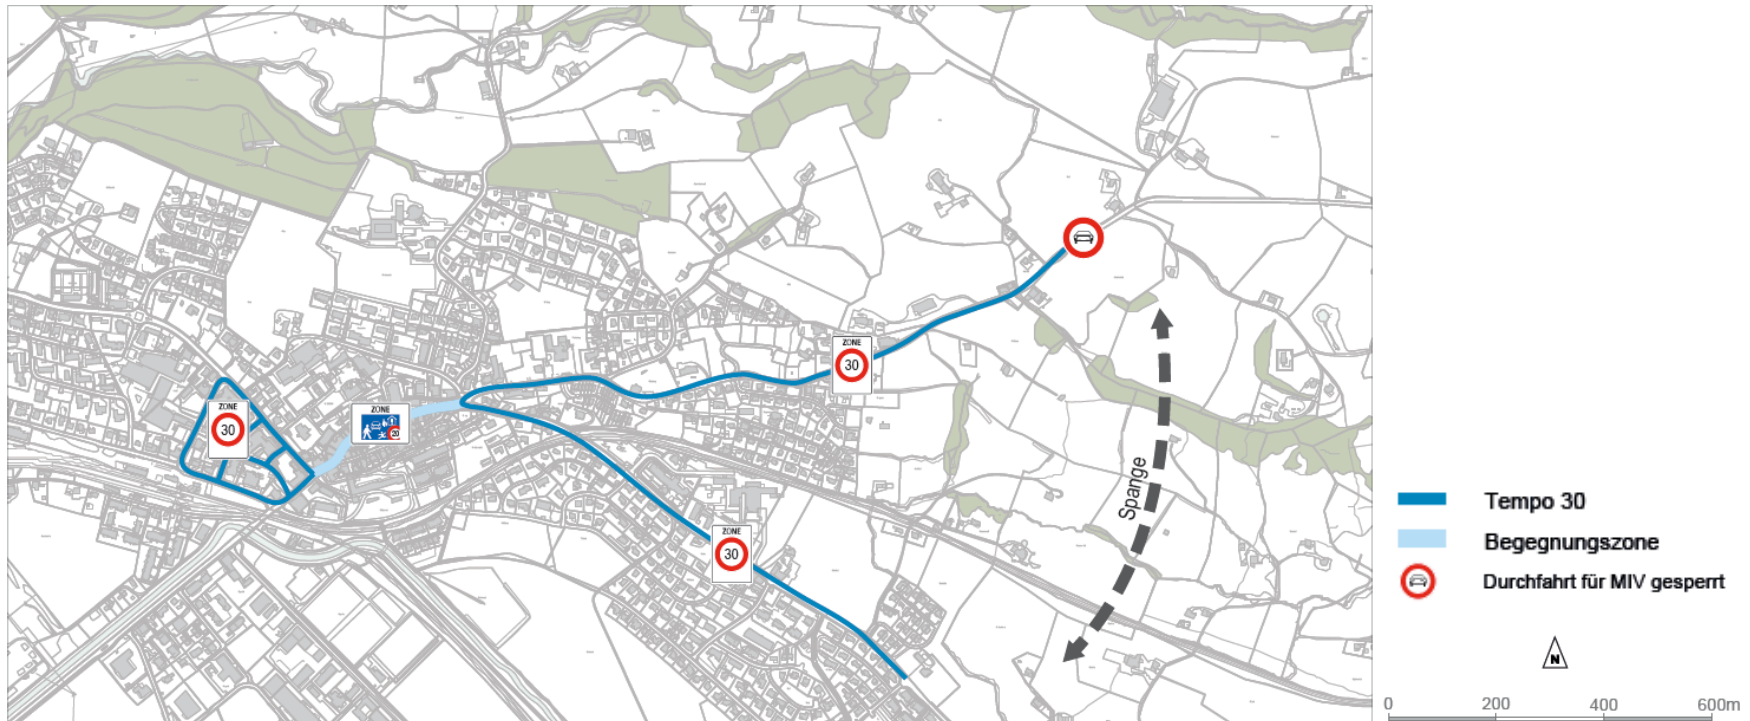 ZONE
30
ZONE
30
ZONE
20
ZONE
30
Spange
Tempo 30
Begegnungszone
Durchfahrt für MIV gesperrt
N
0 200 400 600m